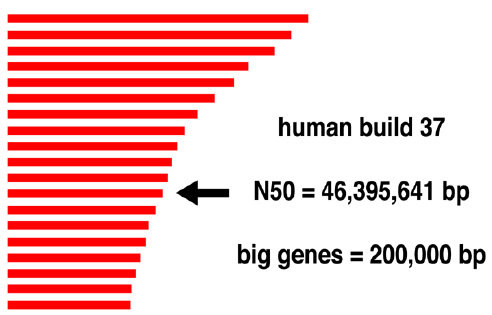 human build 37
N50 = 46,395,641 bp
big genes = 200,000 bp